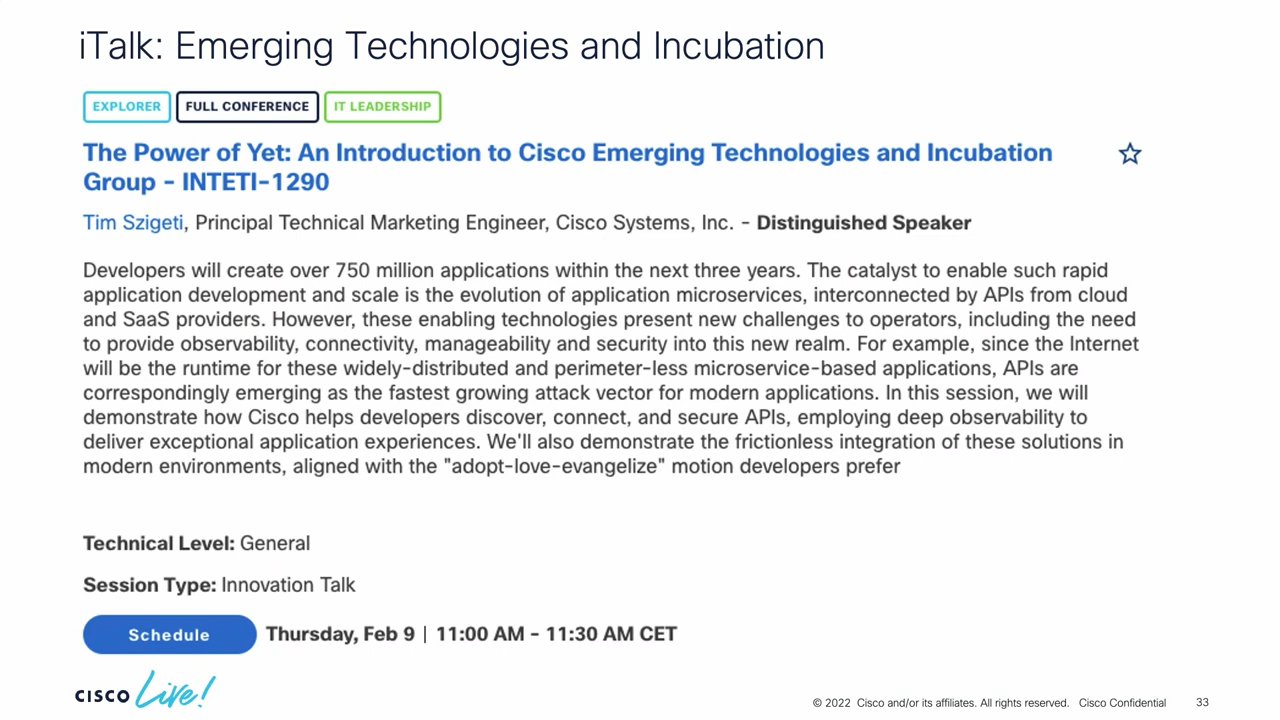 iTalk: Emerging Technologies and Incubation
EXPLORER FULL CONFERENCE IT LEADERSHIP
The Power of Yet: An Introduction to Cisco Emerging Technologies and Incubation
Group - INTETI-1290
Tim Szigeti, Principal Technical Marketing Engineer, Cisco Systems, Inc. - Distinguished Speaker
Developers will create over 750 million applications within the next three years. The catalyst to enable such rapid
application development and scale is the evolution of application microservices, interconnected by APIs from cloud
and SaaS providers. However, these enabling technologies present new challenges to operators, including the need
to provide observability, connectivity, manageability and security into this new realm. For example, since the Internet
will be the runtime for these widely-distributed and perimeter-less microservice-based applications, APIs are
correspondingly emerging as the fastest growing attack vector for modern applications. In this session, we will
demonstrate how Cisco helps developers discover, connect, and secure APIs, employing deep observability to
deliver exceptional application experiences. We'll also demonstrate the frictionless integration of these solutions in
modern environments, aligned with the "adopt-love-evangelize" motion developers prefer
Technical Level: General
Session Type: Innovation Talk
Schedule Thursday, Feb 9 | 11:00 AM - 11:30 AM CET
CISCO Live!
© 2022 Cisco and/or its affiliates. All rights reserved. Cisco Confidential 33